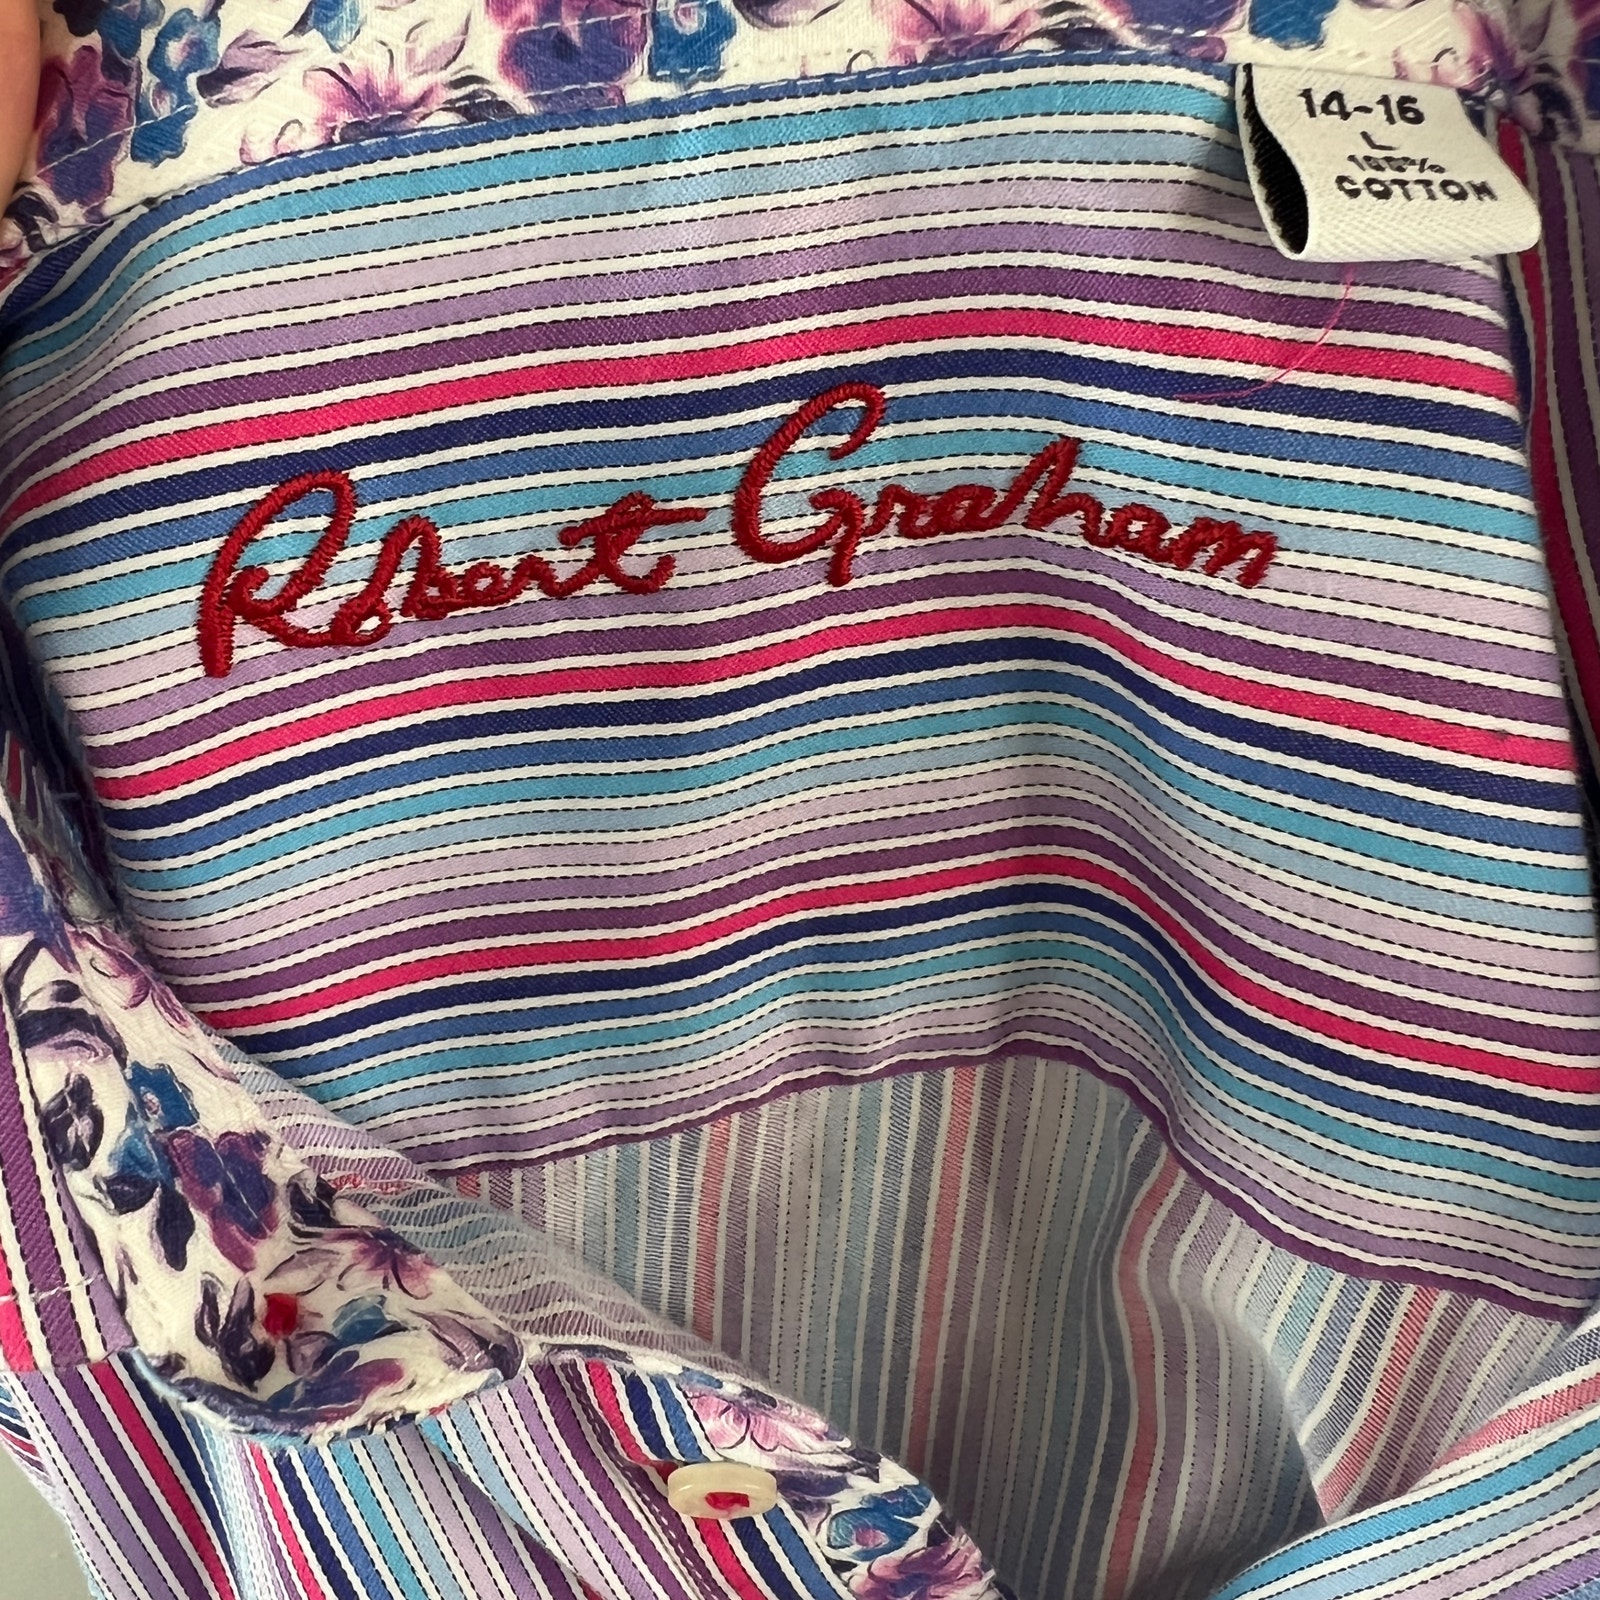 14-16
L
100%
COTTON
Robert Graham